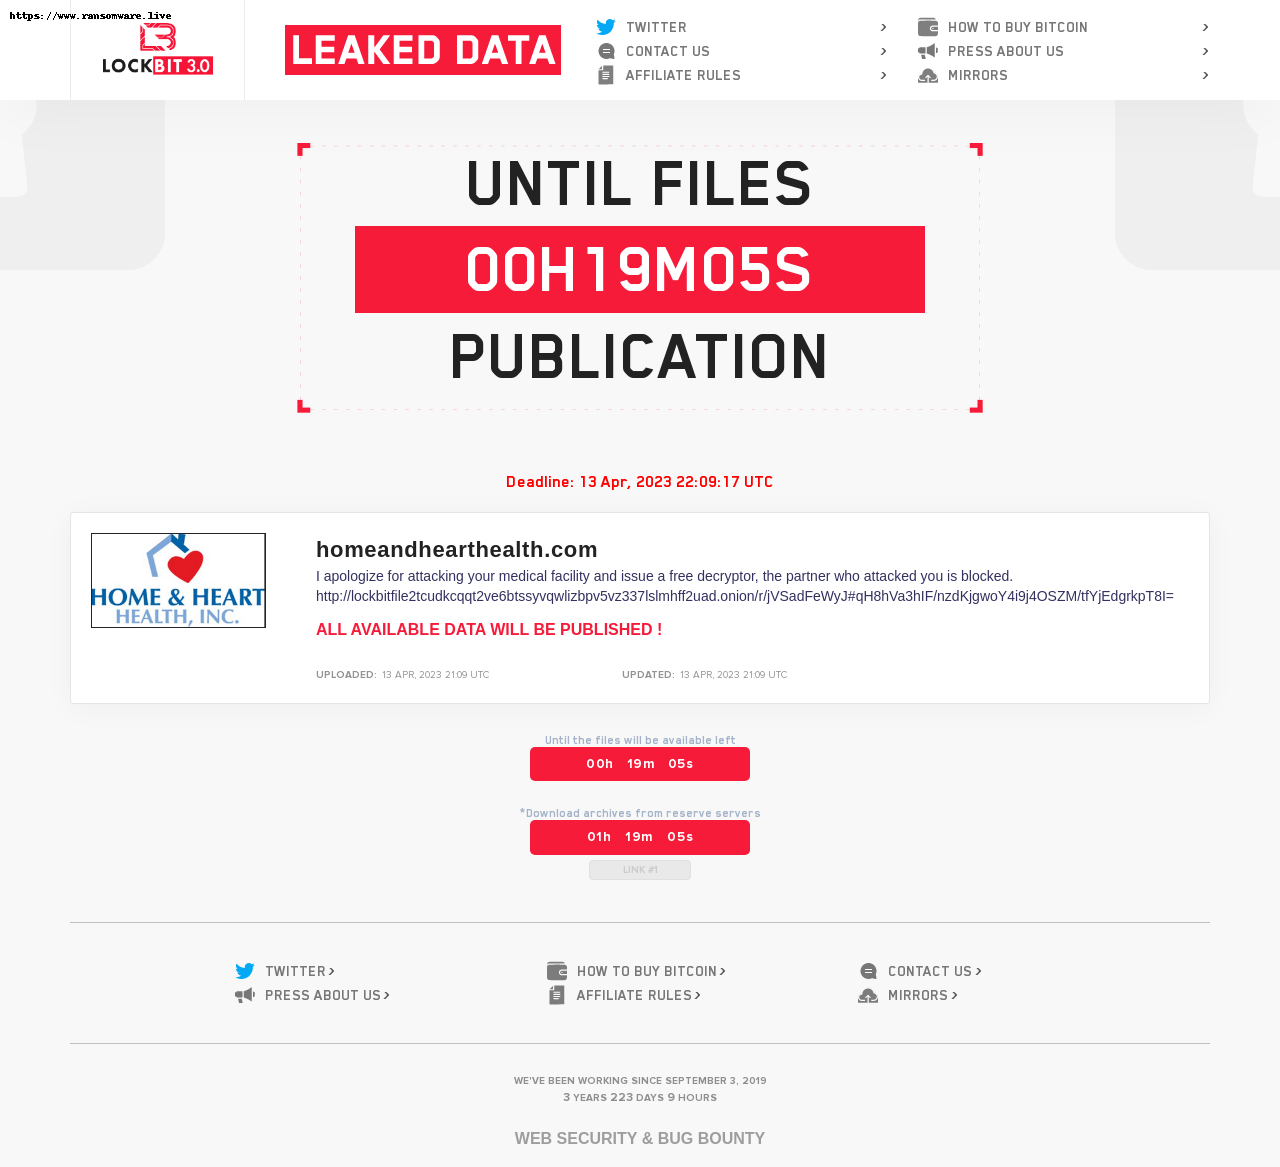 https://www.ransomware.live
LOCKBIT 3.0
LEAKED DATA
TWITTER
CONTACT US
AFFILIATE RULES
HOW TO BUY BITCOIN
PRESS ABOUT US
MIRRORS
UNTIL FILES
00H19M05S
PUBLICATION
Deadline: 13 Apr, 2023 22:09:17 UTC
HOME & HEART
HEALTH, INC.
homeandhearthealth.com
I apologize for attacking your medical facility and issue a free decryptor, the partner who attacked you is blocked.
http://lockbitfile2tcudkcqqt2ve6btssyvqwlizbpv5vz337lslmhff2uad.onion/r/jVSadFeWyJ#qH8hVa3hIF/nzdKjgwoY4i9j4OSZM/tfYjEdgrkpT8I=
ALL AVAILABLE DATA WILL BE PUBLISHED !
UPLOADED: 13 APR, 2023 21:09 UTC
UPDATED: 13 APR, 2023 21:09 UTC
Until the files will be available left
00h 19m 05s
*Download archives from reserve servers
01h 19m 05s
LINK #1
TWITTER
PRESS ABOUT US
HOW TO BUY BITCOIN
AFFILIATE RULES
CONTACT US
MIRRORS
WE'VE BEEN WORKING SINCE SEPTEMBER 3, 2019
3 YEARS 223 DAYS 9 HOURS
WEB SECURITY & BUG BOUNTY